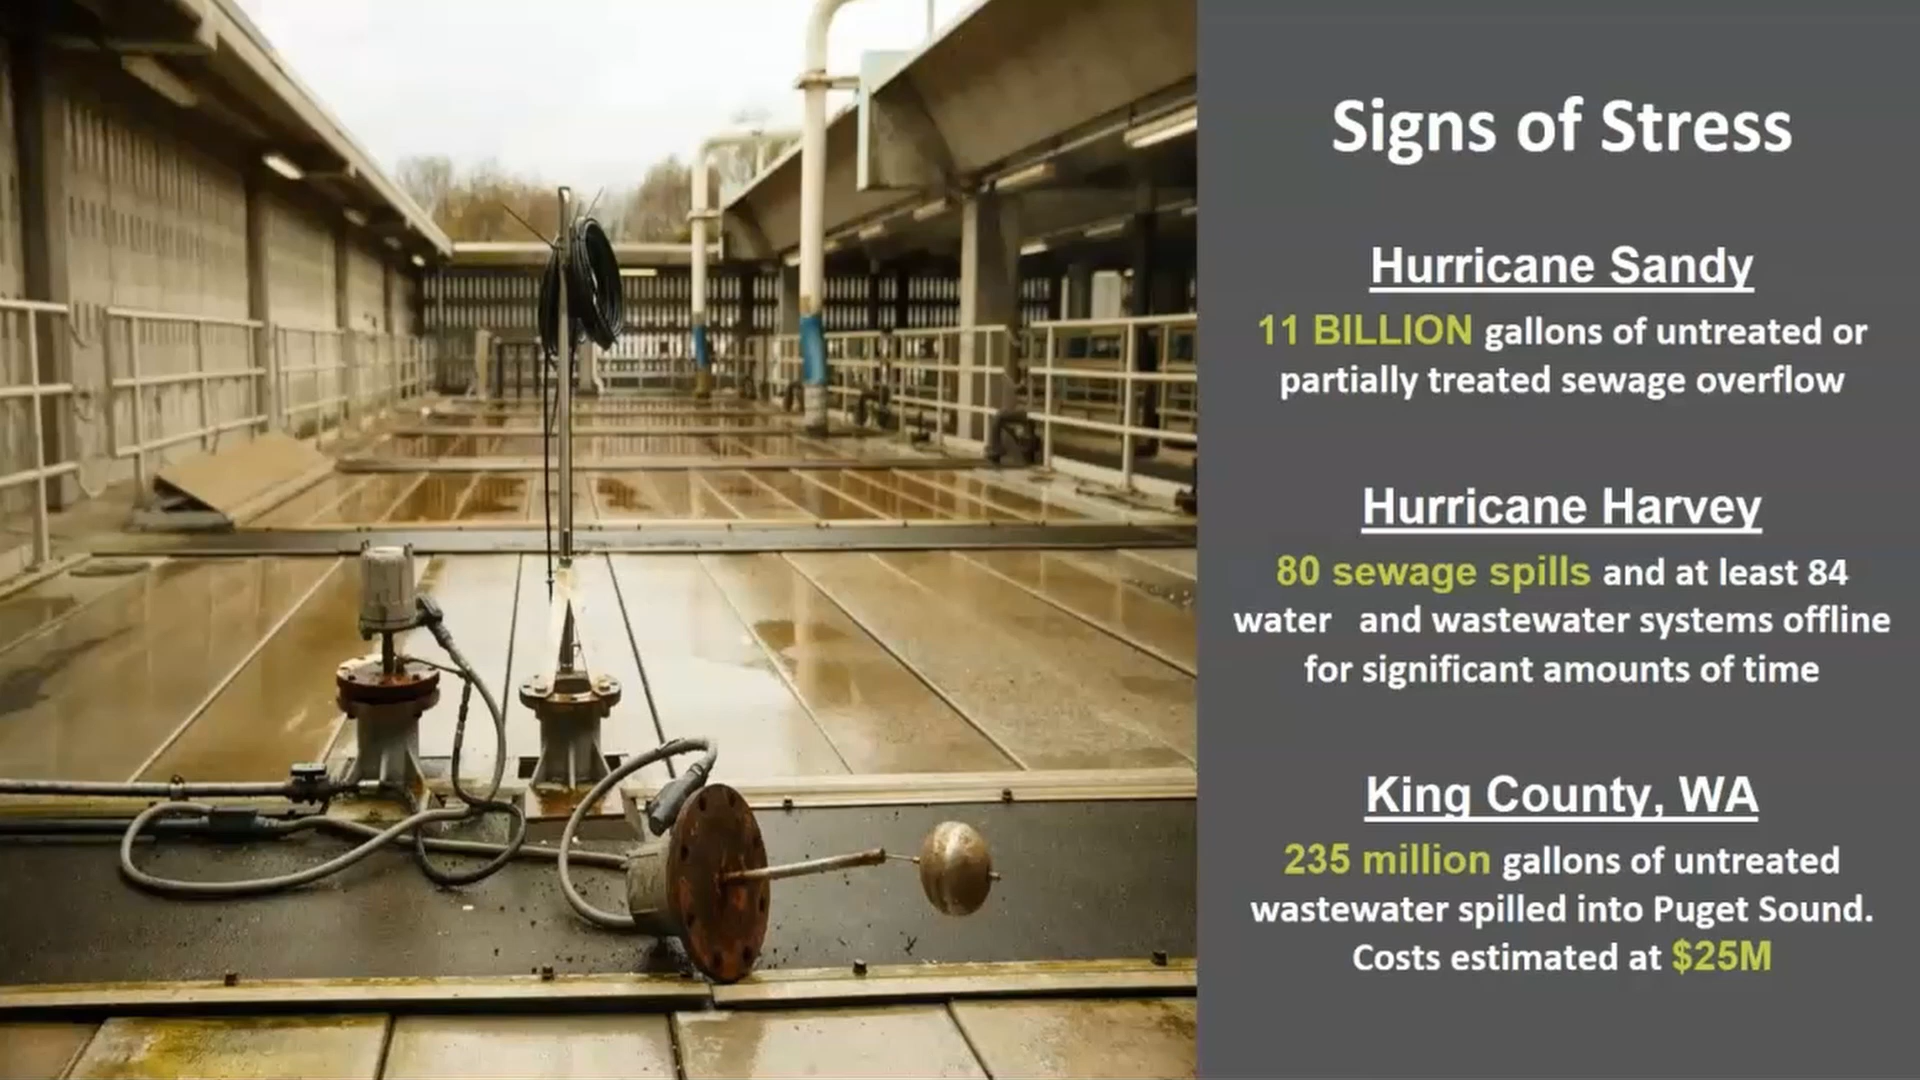 Signs of Stress
Hurricane Sandy
11 BILLION gallons of untreated or
partially treated sewage overflow
Hurricane Harvey
80 sewage spills and at least 84
water and wastewater systems offline
for significant amounts of time
King County, WA
235 million gallons of untreated
wastewater spilled into Puget Sound.
Costs estimated at $25M